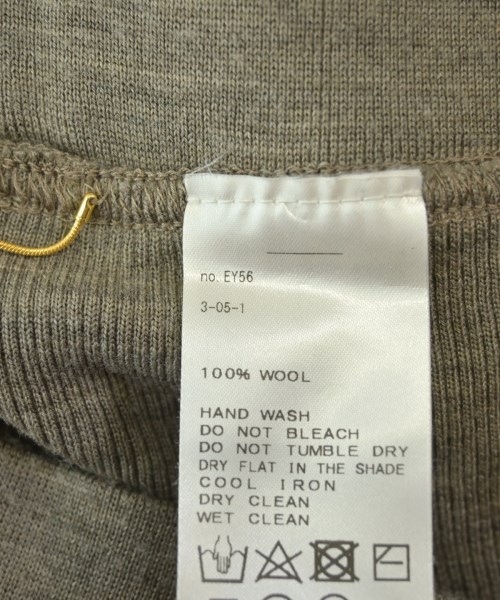 no. EY56
3-05-1
100% WOOL
HAND WASH
DO NOT BLEACH
DO NOT TUMBLE DRY
DRY FLAT IN THE SHADE
COOL IRON
DRY CLEAN
WET CLEAN